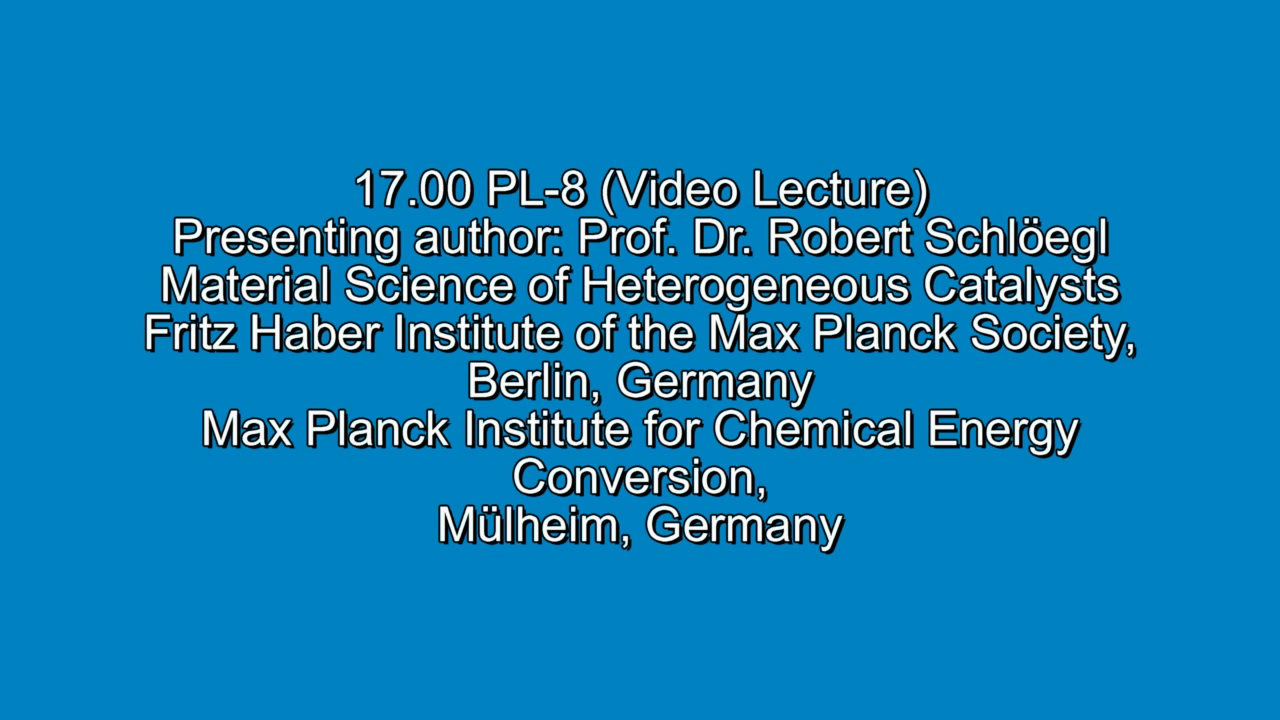 17.00 PL-8 (Video Lecture)
Presenting author: Prof. Dr. Robert Schlöegl
Material Science of Heterogeneous Catalysts
Fritz Haber Institute of the Max Planck Society,
Berlin, Germany
Max Planck Institute for Chemical Energy
Conversion,
Mülheim, Germany